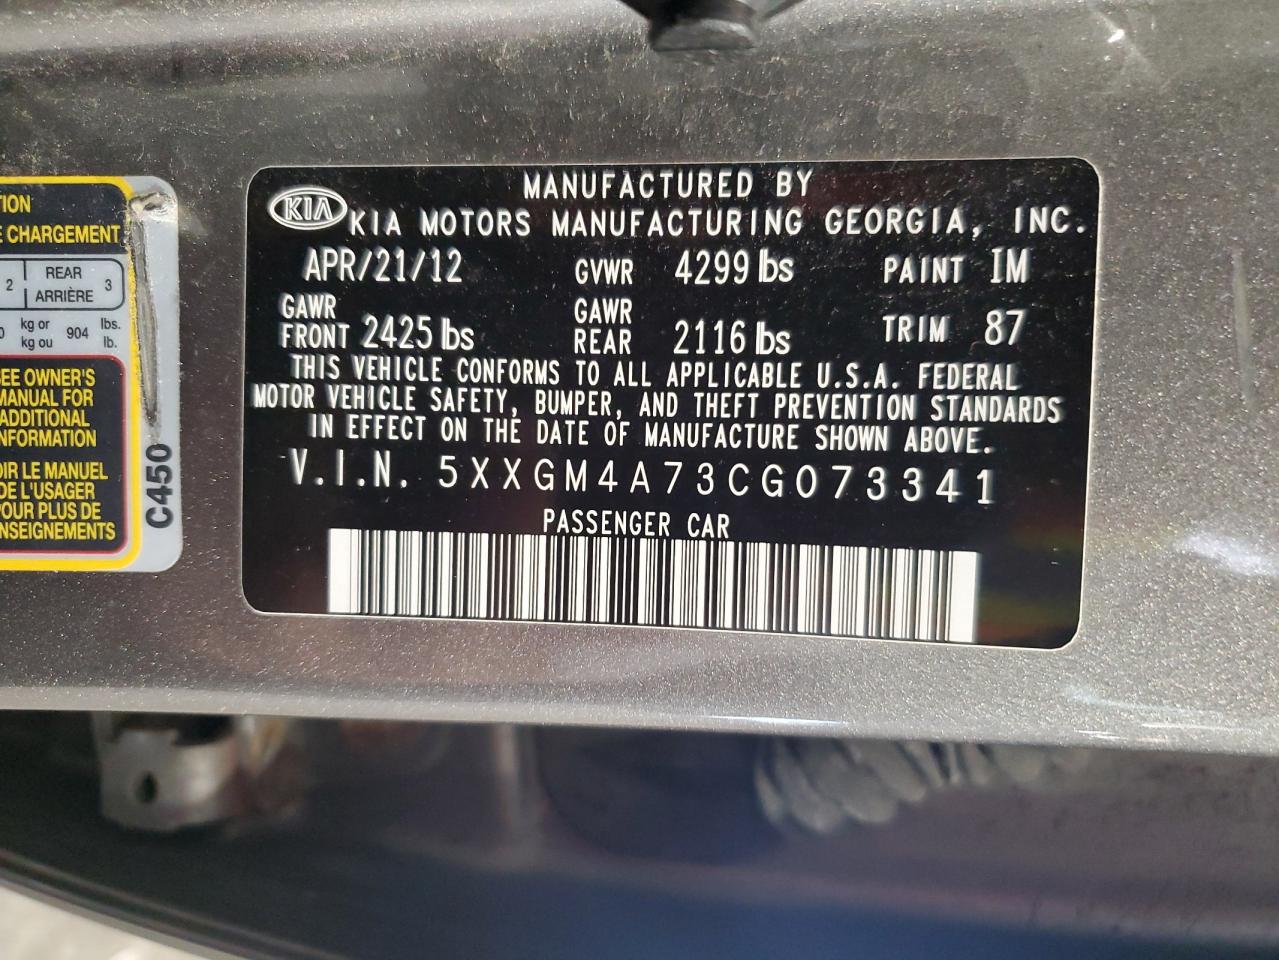 TION
E CHARGEMENT
2 REAR ARRIÈRE 3
0 kg or kg ou 904 lbs. lb.
SEE OWNER'S
MANUAL FOR
ADDITIONAL
INFORMATION
OIR LE MANUEL
DE L'USAGER
POUR PLUS DE
NSEIGNEMENTS
C450
MANUFACTURED BY
KIA KIA MOTORS MANUFACTURING GEORGIA, INC.
APR/21/12 GVWR 4299 lbs PAINT IM
GAWR FRONT 2425 lbs GAWR REAR 2116 lbs TRIM 87
THIS VEHICLE CONFORMS TO ALL APPLICABLE U.S.A. FEDERAL
MOTOR VEHICLE SAFETY, BUMPER, AND THEFT PREVENTION STANDARDS
IN EFFECT ON THE DATE OF MANUFACTURE SHOWN ABOVE.
V.I.N. 5XXGM4A73CG073341
PASSENGER CAR